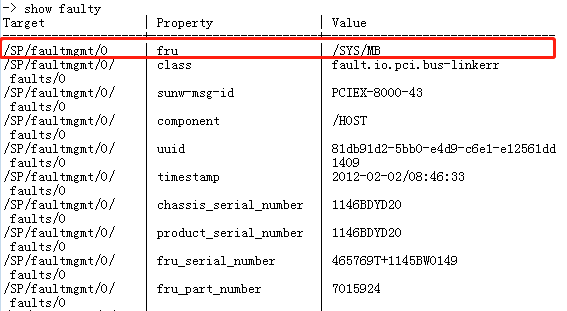 -> show faulty
Target | Property | Value
/SP/faultmgmt/0 | fru | /SYS/MB
/SP/faultmgmt/0/ | class | fault.io.pci.bus-linkerr
faults/0 | |
/SP/faultmgmt/0/ | sunw-msg-id | PCIEX-8000-43
faults/0 | |
/SP/faultmgmt/0/ | component | /HOST
faults/0 | |
/SP/faultmgmt/0/ | uuid | 81db91d2-5bb0-e4d9-c6e1-e12561dd
faults/0 | | 1409
/SP/faultmgmt/0/ | timestamp | 2012-02-02/08:46:33
faults/0 | |
/SP/faultmgmt/0/ | chassis_serial_number | 1146BDYD20
faults/0 | |
/SP/faultmgmt/0/ | product_serial_number | 1146BDYD20
faults/0 | |
/SP/faultmgmt/0/ | fru_serial_number | 465769T+1145BW0149
faults/0 | |
/SP/faultmgmt/0/ | fru_part_number | 7015924
faults/0 | |